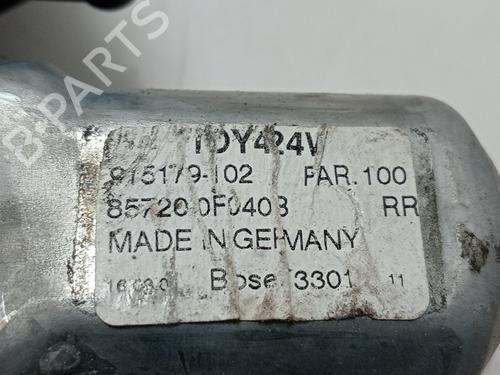 TOY424V
915179-102 PAR.100
85720-0F040B RR
MADE IN GERMANY
Bose 3301 11
B-PARTS